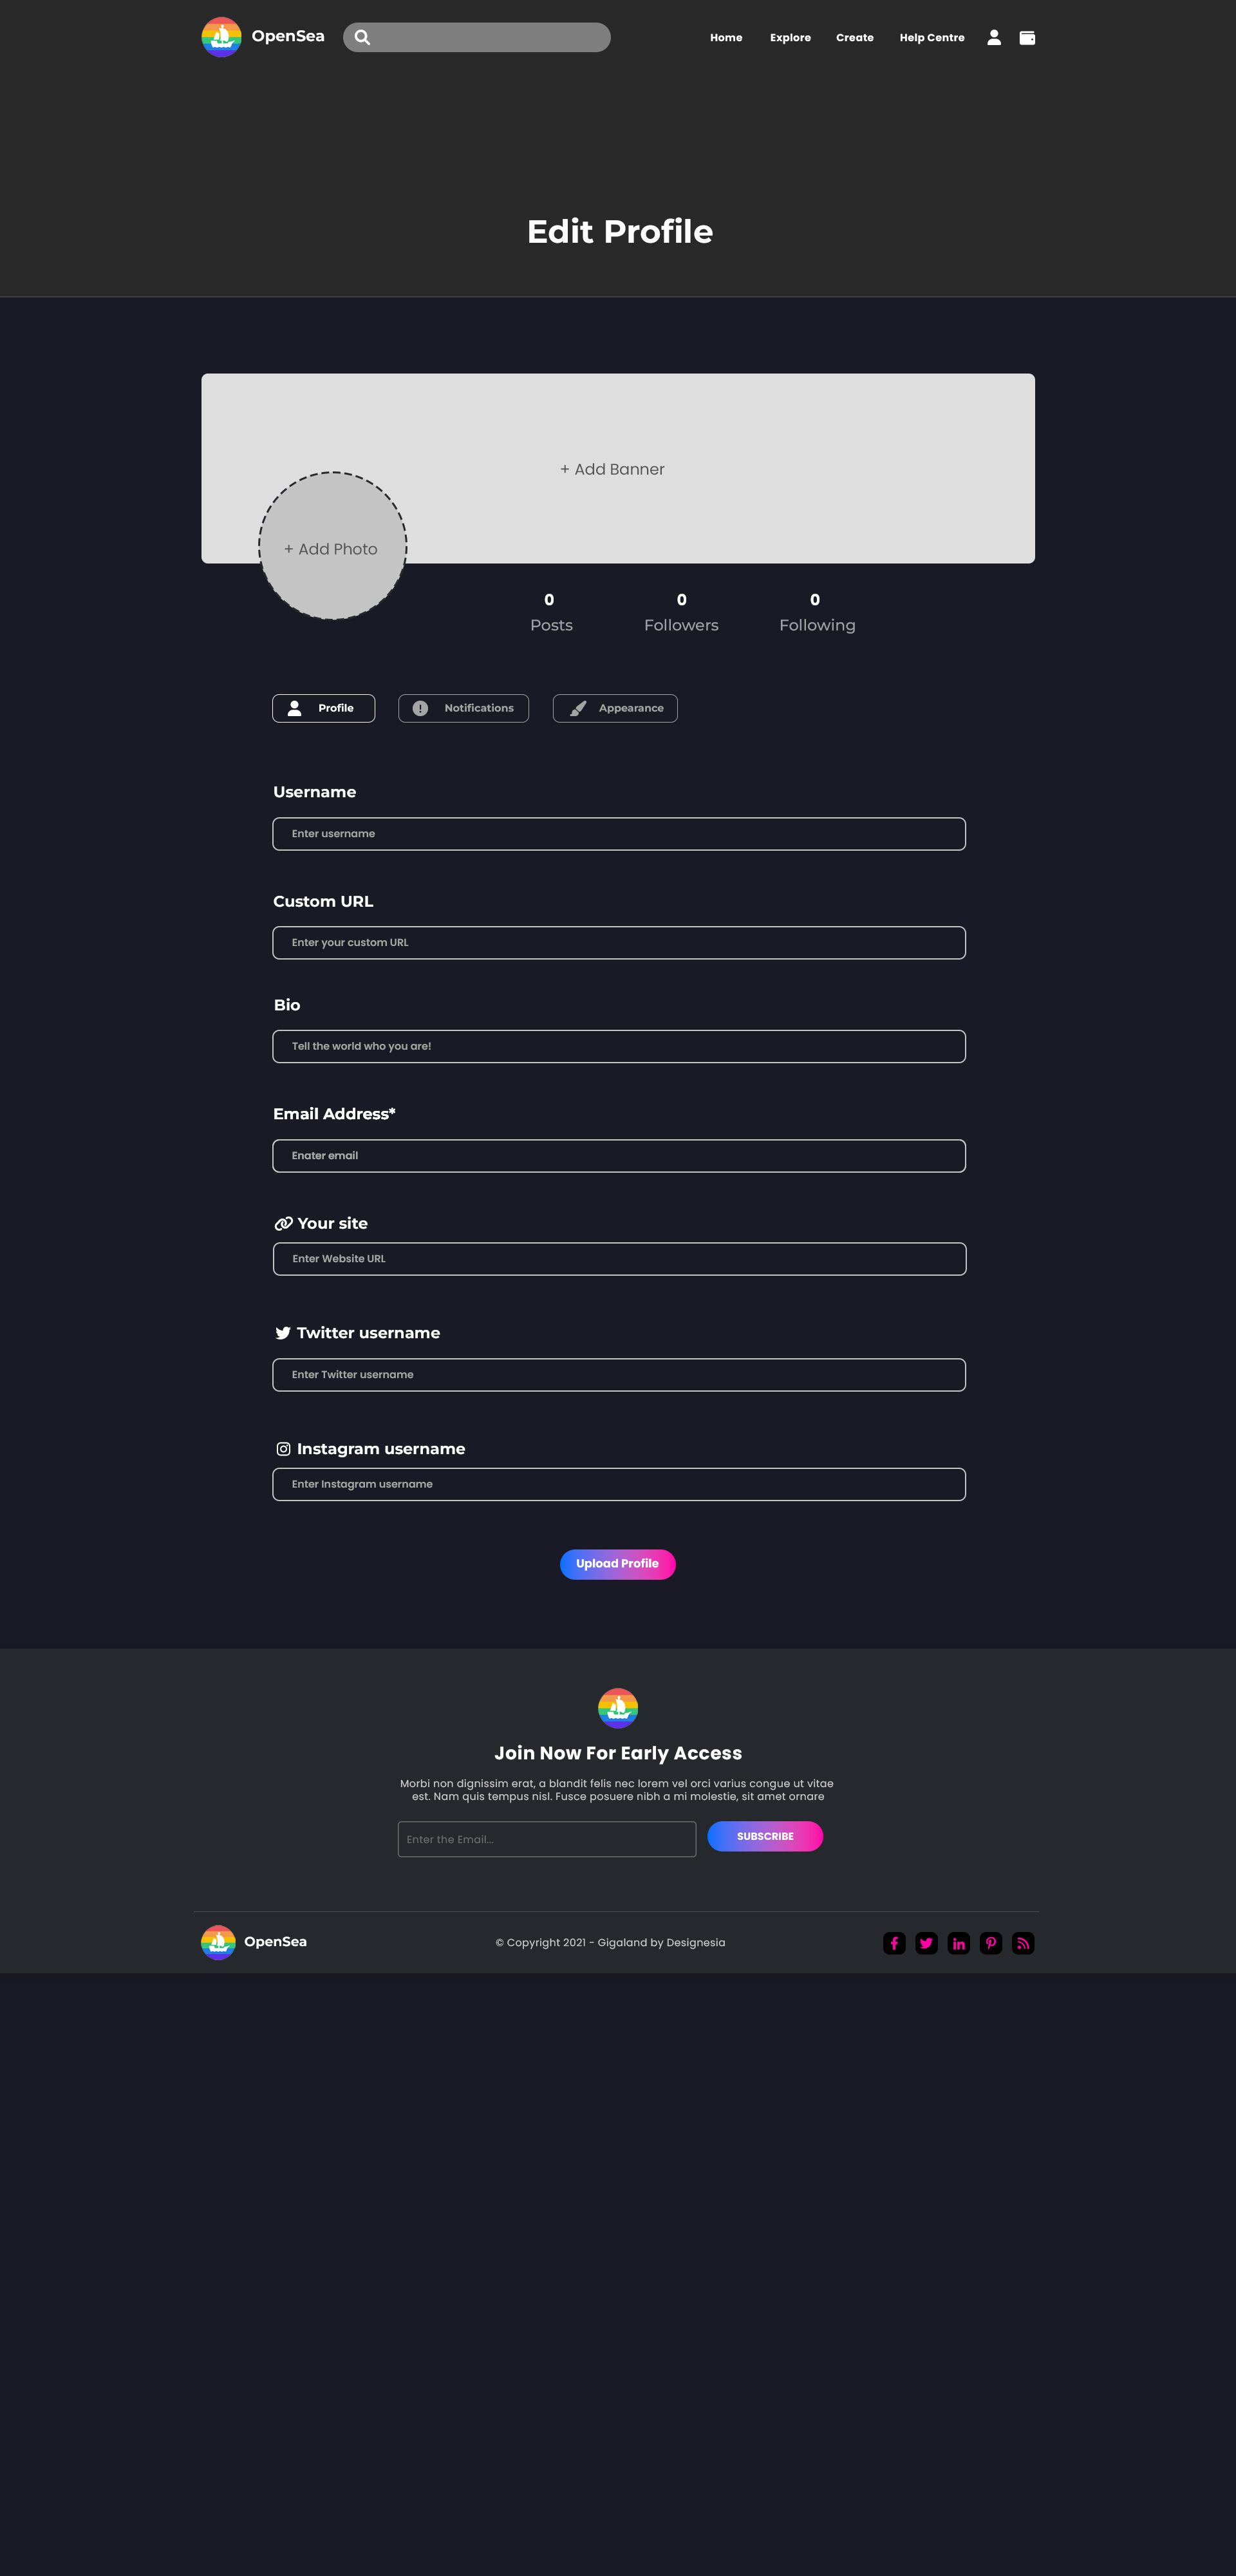 OpenSea
Home Explore Create Help Centre
Edit Profile
+ Add Banner
+ Add Photo
0 0 0
Posts Followers Following
Profile Notifications Appearance
Username
Enter username
Custom URL
Enter your custom URL
Bio
Tell the world who you are!
Email Address*
Enater email
Your site
Enter Website URL
Twitter username
Enter Twitter username
Instagram username
Enter Instagram username
Upload Profile
Join Now For Early Access
Morbi non dignissim erat, a blandit felis nec lorem vel orci varius congue ut vitae
est. Nam quis tempus nisl. Fusce posuere nibh a mi molestie, sit amet ornare
Enter the Email... SUBSCRIBE
OpenSea © Copyright 2021 - Gigaland by Designesia